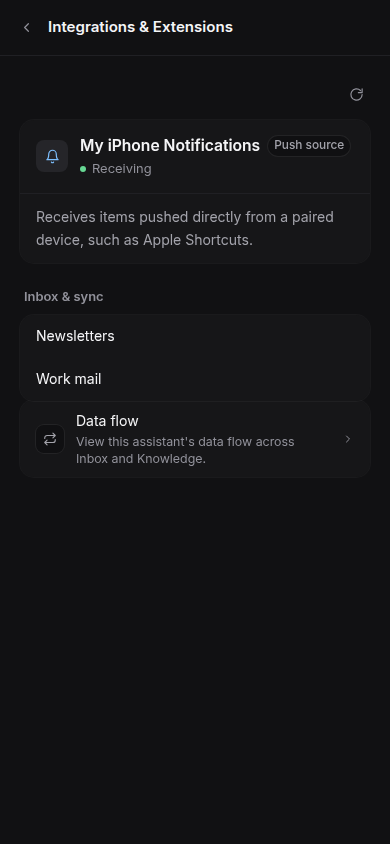 Integrations & Extensions
My iPhone Notifications Push source
Receiving
Receives items pushed directly from a paired
device, such as Apple Shortcuts.
Inbox & sync
Newsletters
Work mail
Data flow
View this assistant's data flow across
Inbox and Knowledge.